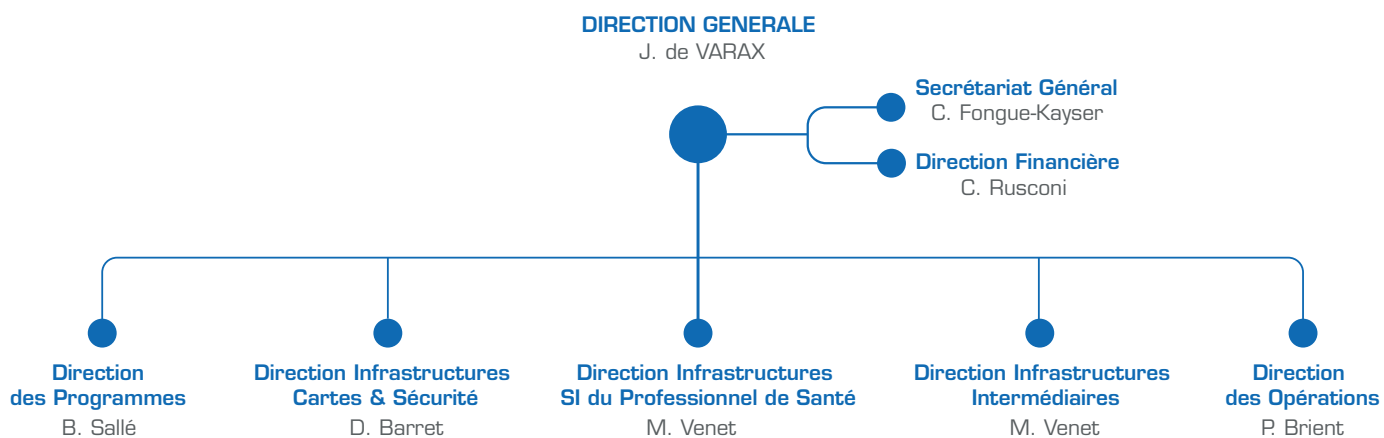 DIRECTION GENERALE
J. de VARAX
Secrétariat Général
C. Fongue-Kayser
Direction Financière
C. Rusconi
Direction
des Programmes
B. Sallé
Direction Infrastructures
Cartes & Sécurité
D. Barret
Direction Infrastructures
SI du Professionnel de Santé
M. Venet
Direction Infrastructures
Intermédiaires
M. Venet
Direction
des Opérations
P. Brient